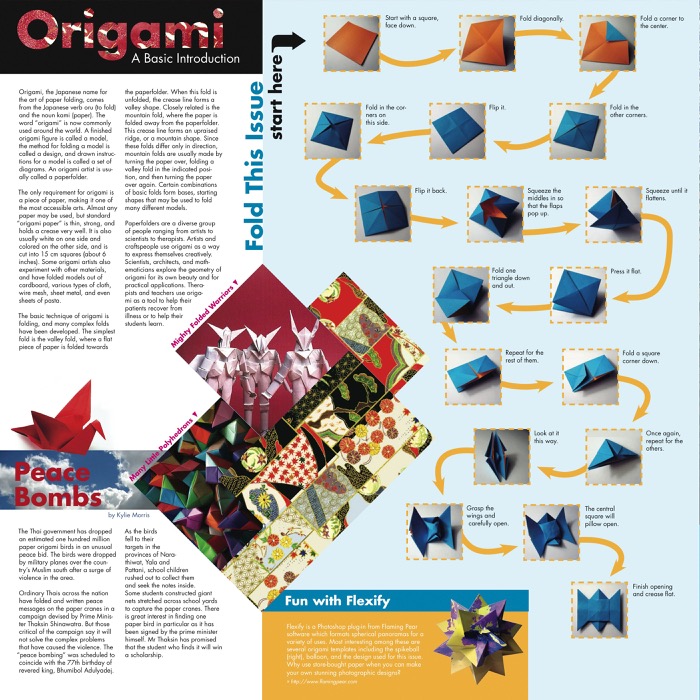 Origami
A Basic Introduction
Origami, the Japanese name for
the art of paper folding, comes
from the Japanese verb oru (to fold)
and the noun kami (paper). The
word "origami" is now commonly
used around the world. A finished
origami figure is called a model,
the method for folding a model is
called a design, and drawn instruc-
tions for a model is called a set of
diagrams. An origami artist is usu-
ally called a paperfolder.
The only requirement for origami is
a piece of paper, making it one of
the most accessible arts. Almost any
paper may be used, but standard
"origami paper" is thin, strong, and
holds a crease very well. It is also
usually white on one side and
colored on the other side, and is
cut into 15 cm squares (about 6
inches). Some origami artists also
experiment with other materials,
and have folded models out of
cardboard, various types of cloth,
wire mesh, sheet metal, and even
sheets of pasta.
The basic technique of origami is
folding, and many complex folds
have been developed. The simplest
fold is the valley fold, where a flat
piece of paper is folded towards
the paperfolder. When this fold is
unfolded, the crease line forms a
valley shape. Closely related is the
mountain fold, where the paper is
folded away from the paperfolder.
This crease line forms an upraised
ridge, or a mountain shape. Since
these folds differ only in direction,
mountain folds are usually made by
turning the paper over, folding a
valley fold in the indicated posi-
tion, and then turning the paper
over again. Certain combinations
of basic folds form bases, starting
shapes that may be used to fold
many different models.
Paperfolders are a diverse group
of people ranging from artists to
scientists to therapists. Artists and
craftspeople use origami as a way
to express themselves creatively.
Scientists, architects, and math-
ematicians explore the geometry of
origami for its own beauty and for
practical applications. Thera-
pists and teachers use origa-
mi as a tool to help their
patients recover from
illness or to help their
students learn.
Fold This Issue
start here
Start with a square,
face down.
Fold diagonally.
Fold a corner to
the center.
Fold in the cor-
ners on
this side.
Flip it.
Fold in the
other corners.
Flip it back.
Squeeze the
middles in so
that the flaps
pop up.
Squeeze until it
flattens.
Fold one
triangle down
and out.
Press it flat.
Repeat for the
rest of them.
Fold a square
corner down.
Look at it
this way.
Once again,
repeat for the
others.
Grasp the
wings and
carefully open.
The central
square will
pillow open.
Finish opening
and crease flat.
Mighty Folded Warriors
Many Little Polyhedrons
Peace
Bombs
by Kylie Morris
The Thai government has dropped
an estimated one hundred million
paper origami birds in an unusual
peace bid. The birds were dropped
by military planes over the coun-
try's Muslim south after a surge of
violence in the area.
Ordinary Thais across the nation
have folded and written peace
messages on the paper cranes in a
campaign devised by Prime Minis-
ter Thaksin Shinawatra. But those
critical of the campaign say it will
not solve the complex problems
that have caused the violence. The
"peace bombing" was scheduled to
coincide with the 77th birthday of
revered king, Bhumibol Adulyadej.
As the birds
fell to their
targets in the
provinces of Nara-
thiwat, Yala and
Pattani, school children
rushed out to collect them
and seek the notes inside.
Some students constructed giant
nets stretched across school yards
to capture the paper cranes. There
is great interest in finding one
paper bird in particular as it has
been signed by the prime minister
himself. Mr Thaksin has promised
that the student who finds it will win
a scholarship.
Fun with Flexify
Flexify is a Photoshop plug-in from Flaming Pear
software which formats spherical panoramas for a
variety of uses. Most interesting among these are
several origami templates including the spikeball
(right), balloon, and the design used for this issue.
Why use store-bought paper when you can make
your own stunning photographic designs?
> http://www.flamingpear.com